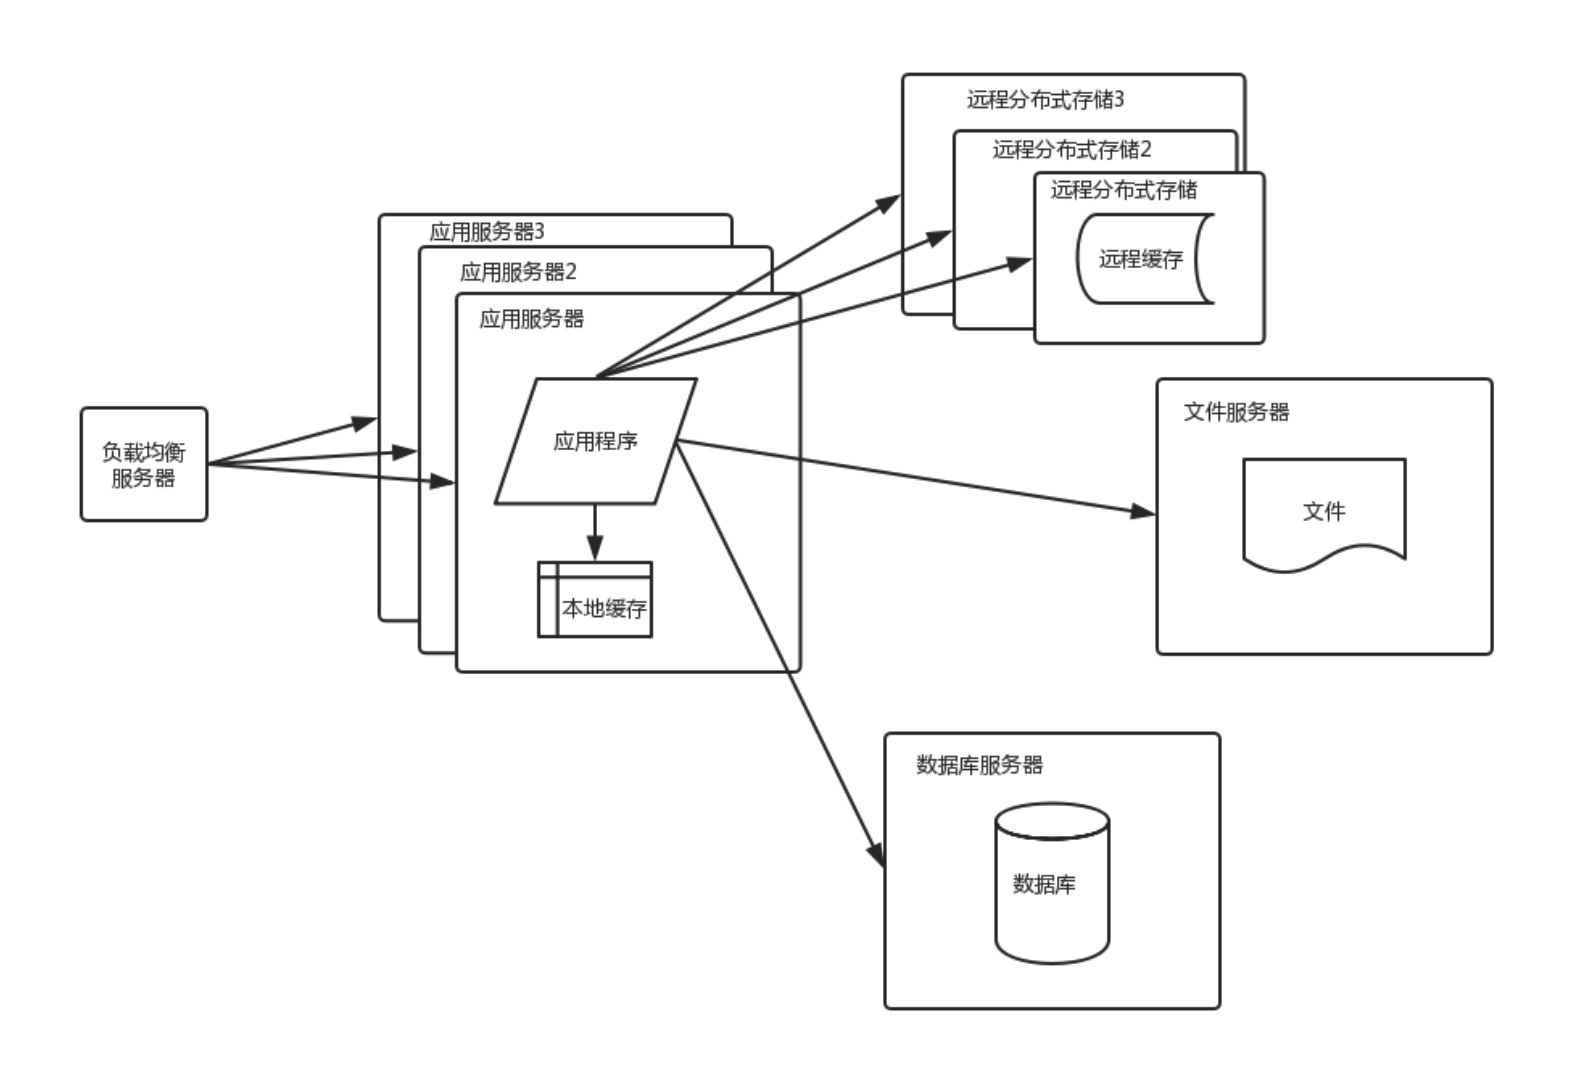 远程分布式存储3
远程分布式存储2
远程分布式存储
远程缓存
应用服务器3
应用服务器2
应用服务器
应用程序
本地缓存
负载均衡
服务器
文件服务器
文件
数据库服务器
数据库